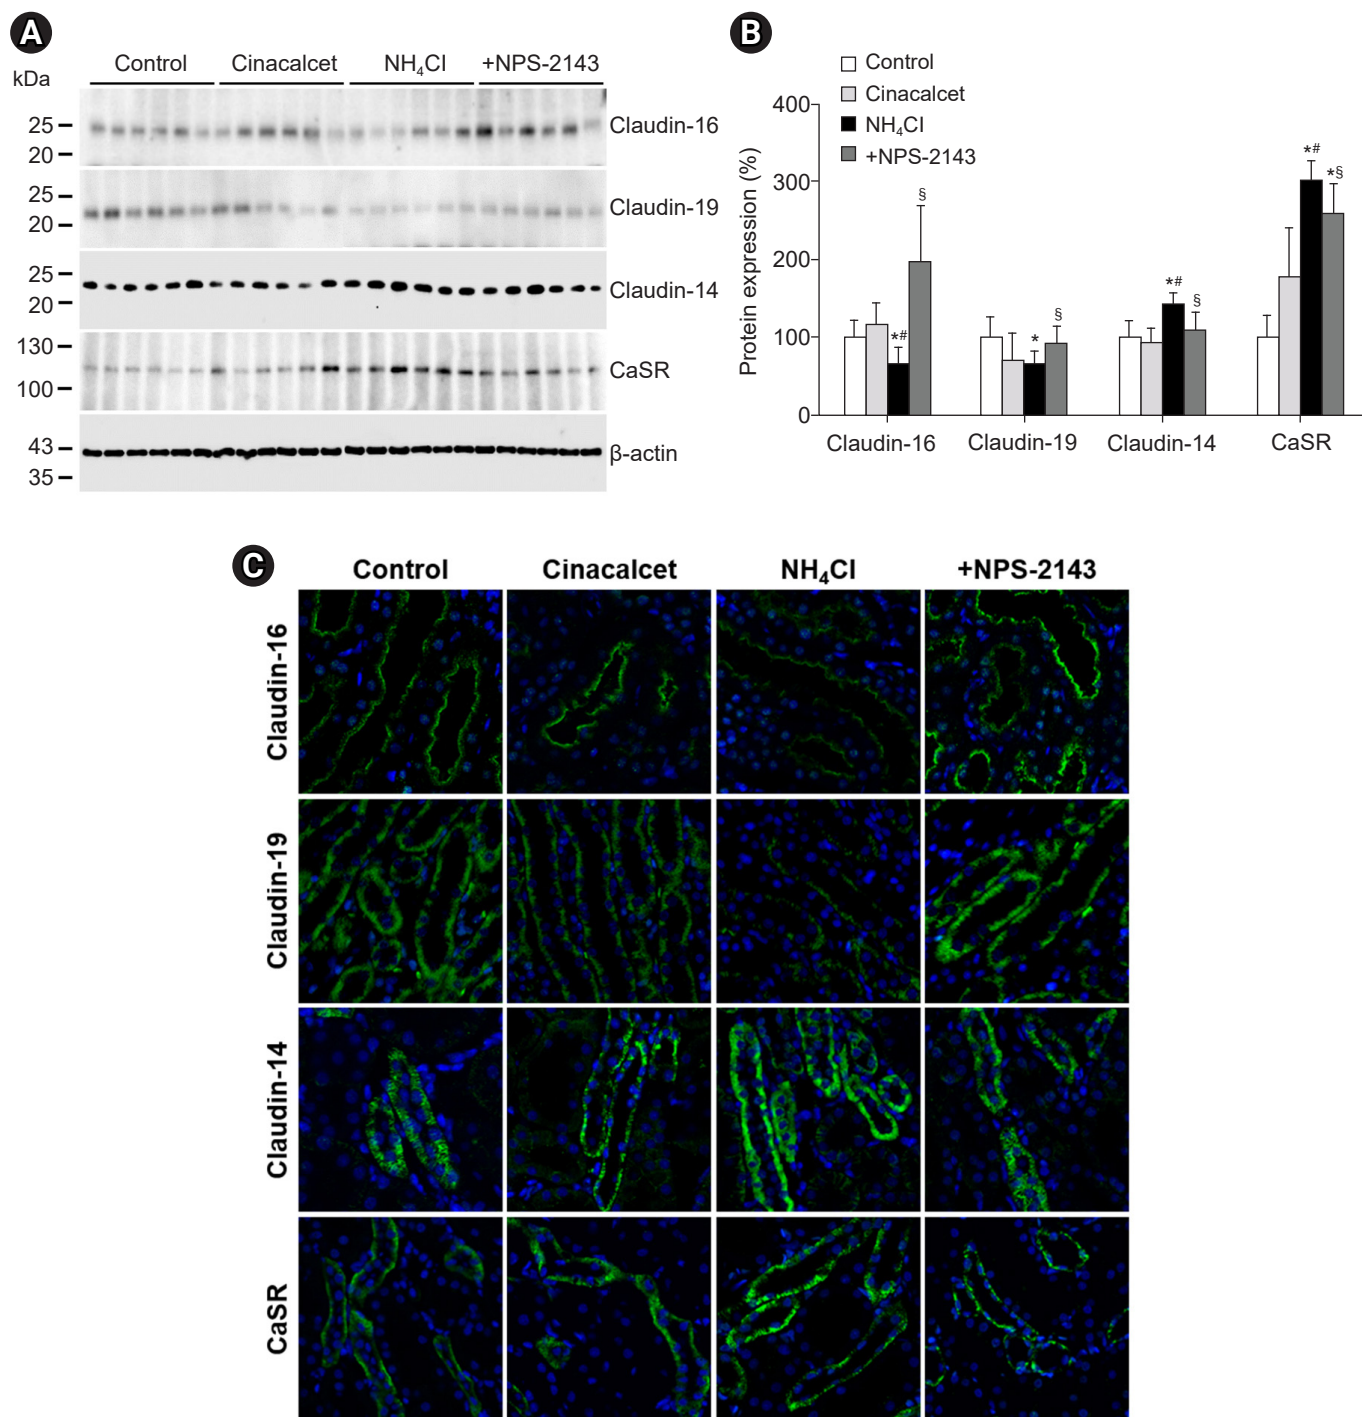 A
kDa
Control Cinacalcet NH₄Cl +NPS-2143
25
20
Claudin-16
25
20
Claudin-19
25
20
Claudin-14
130
100
CaSR
43
35
β-actin
B
Control
Cinacalcet
NH₄Cl
+NPS-2143
Protein expression (%)
400
300
200
100
0
*#
§
*
§
*#
§
*#
*§
Claudin-16 Claudin-19 Claudin-14 CaSR
C
Control Cinacalcet NH₄Cl +NPS-2143
Claudin-16
Claudin-19
Claudin-14
CaSR